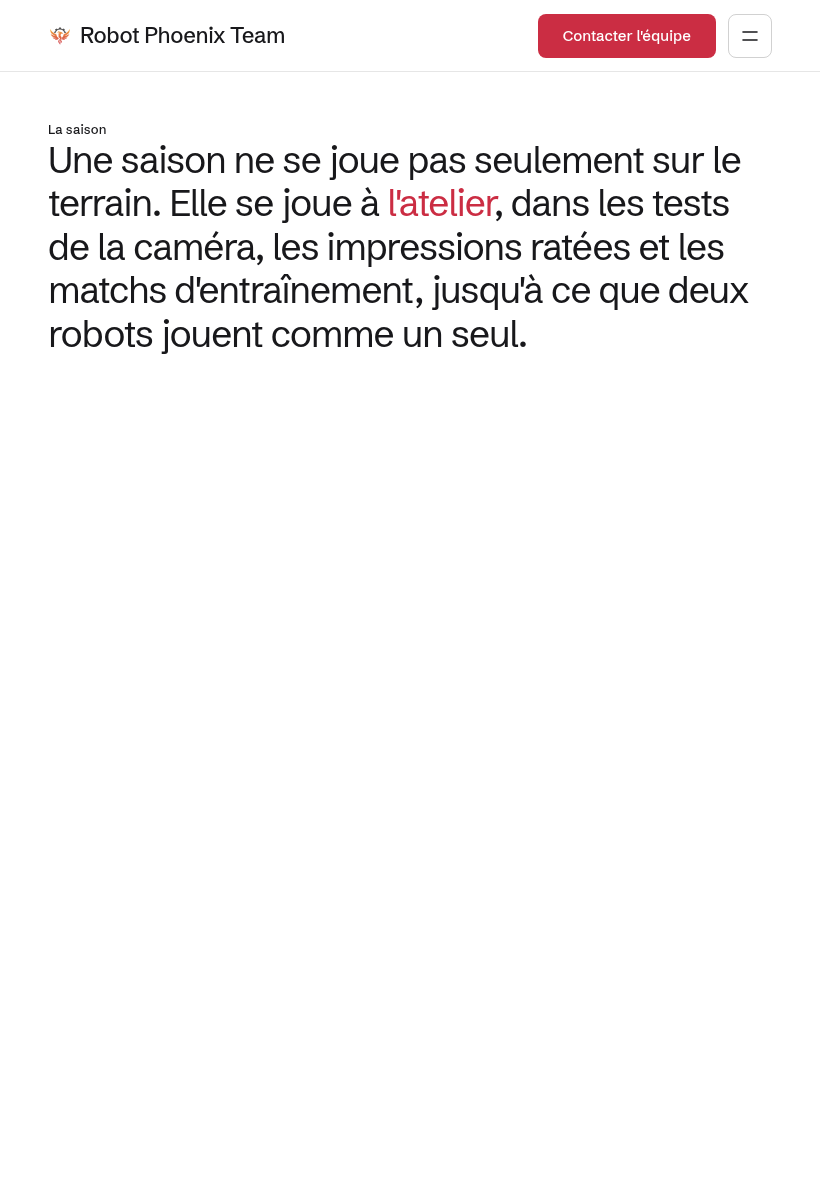 Robot Phoenix Team
Contacter l'équipe
La saison
Une saison ne se joue pas seulement sur le
terrain. Elle se joue à l'atelier, dans les tests
de la caméra, les impressions ratées et les
matchs d'entraînement, jusqu'à ce que deux
robots jouent comme un seul.